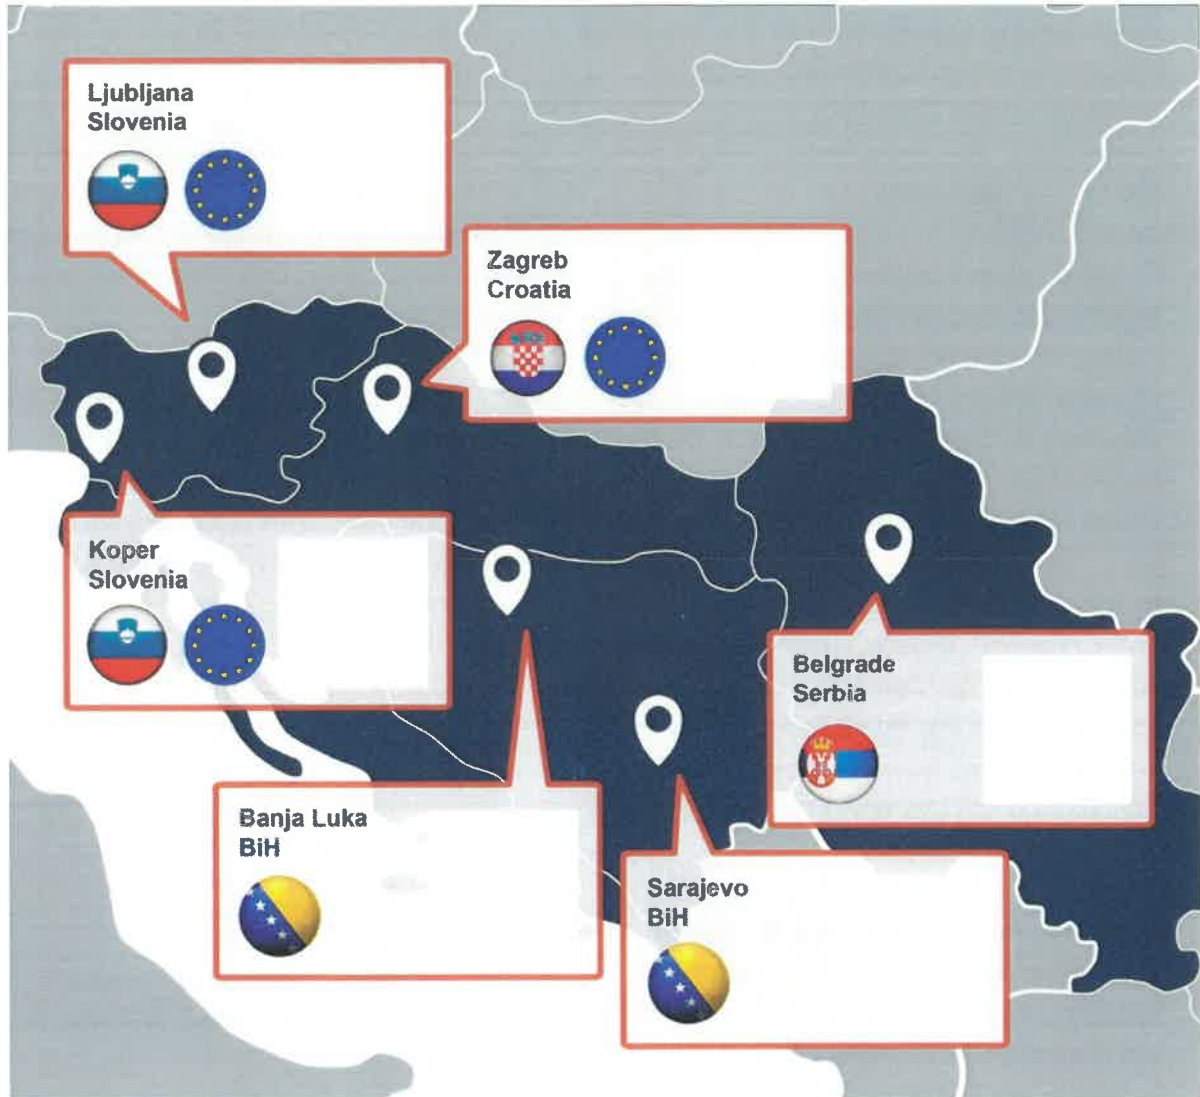 Ljubljana
Slovenia
Zagreb
Croatia
Koper
Slovenia
Belgrade
Serbia
Banja Luka
BiH
Sarajevo
BiH